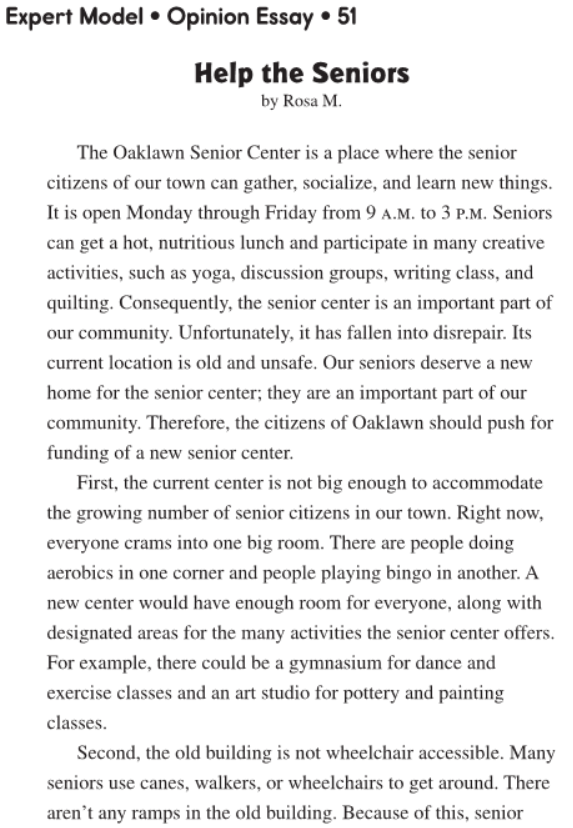 Expert Model • Opinion Essay • 51
Help the Seniors
by Rosa M.
The Oaklawn Senior Center is a place where the senior
citizens of our town can gather, socialize, and learn new things.
It is open Monday through Friday from 9 A.M. to 3 P.M. Seniors
can get a hot, nutritious lunch and participate in many creative
activities, such as yoga, discussion groups, writing class, and
quilting. Consequently, the senior center is an important part of
our community. Unfortunately, it has fallen into disrepair. Its
current location is old and unsafe. Our seniors deserve a new
home for the senior center; they are an important part of our
community. Therefore, the citizens of Oaklawn should push for
funding of a new senior center.
First, the current center is not big enough to accommodate
the growing number of senior citizens in our town. Right now,
everyone crams into one big room. There are people doing
aerobics in one corner and people playing bingo in another. A
new center would have enough room for everyone, along with
designated areas for the many activities the senior center offers.
For example, there could be a gymnasium for dance and
exercise classes and an art studio for pottery and painting
classes.
Second, the old building is not wheelchair accessible. Many
seniors use canes, walkers, or wheelchairs to get around. There
aren't any ramps in the old building. Because of this, senior